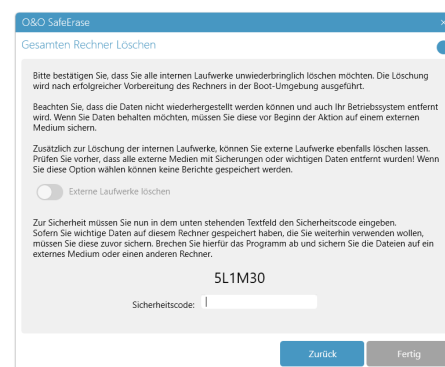 O&O SafeErase
Gesamten Rechner Löschen
Bitte bestätigen Sie, dass Sie alle internen Laufwerke unwiederbringlich löschen möchten. Die Löschung
wird nach erfolgreicher Vorbereitung des Rechners in der Boot-Umgebung ausgeführt.
Beachten Sie, dass die Daten nicht wiederhergestellt werden können und auch Ihr Betriebssystem entfernt
wird. Wenn Sie Daten behalten möchten, müssen Sie diese vor Beginn der Aktion auf einem externen
Medium sichern.
Zusätzlich zur Löschung der internen Laufwerke, können Sie externe Laufwerke ebenfalls löschen lassen.
Prüfen Sie vorher, dass alle externe Medien mit Sicherungen oder wichtigen Daten entfernt wurden! Wenn
Sie diese Option wählen können keine Berichte gespeichert werden.
Externe Laufwerke löschen
Zur Sicherheit müssen Sie nun in dem unten stehenden Textfeld den Sicherheitscode eingeben.
Sofern Sie wichtige Daten auf diesem Rechner gespeichert haben, die Sie weiterhin verwenden wollen,
müssen Sie diese zuvor sichern. Brechen Sie hierfür das Programm ab und sichern Sie die Dateien auf ein
externes Medium oder einen anderen Rechner.
5L1M30
Sicherheitscode:
Zurück
Fertig